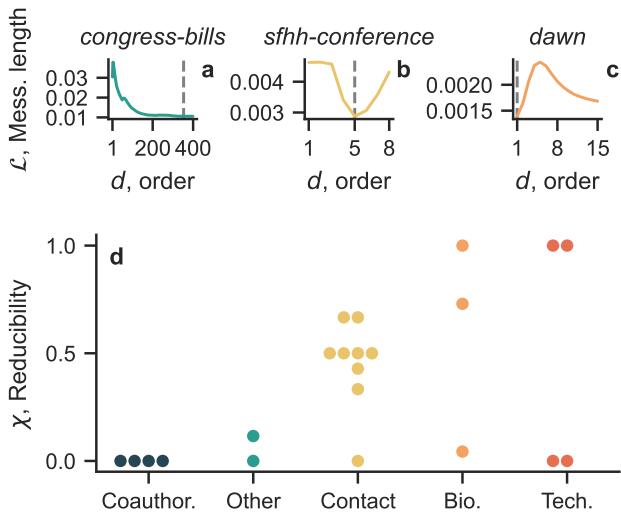 congress-bills
sfhh-conference
dawn
ℒ, Mess. length
a
0.03
0.02
0.01
1
200
400
d, order
b
0.004
0.003
1
5
8
d, order
c
0.0020
0.0015
1
8
15
d, order
χ, Reducibility
d
1.0
0.5
0.0
Coauthor.
Other
Contact
Bio.
Tech.